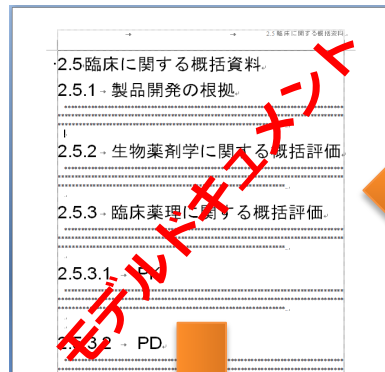 2.5 臨床に関する概括資料
2.5臨床に関する概括資料
2.5.1 製品開発の根拠
2.5.2 生物薬剤学に関する概括評価
2.5.3 臨床薬理に関する概括評価
2.5.3.1 PK
2.5.3.2 PD
モデルドキュメント